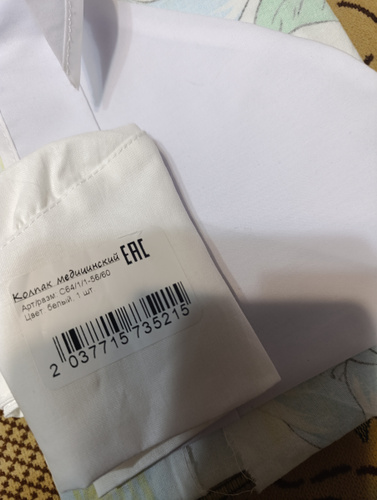 Колпак медицинский EAC
Арт/разм. С64/1/1-56/60
Цвет: белый, 1 шт.
2 037715 735215